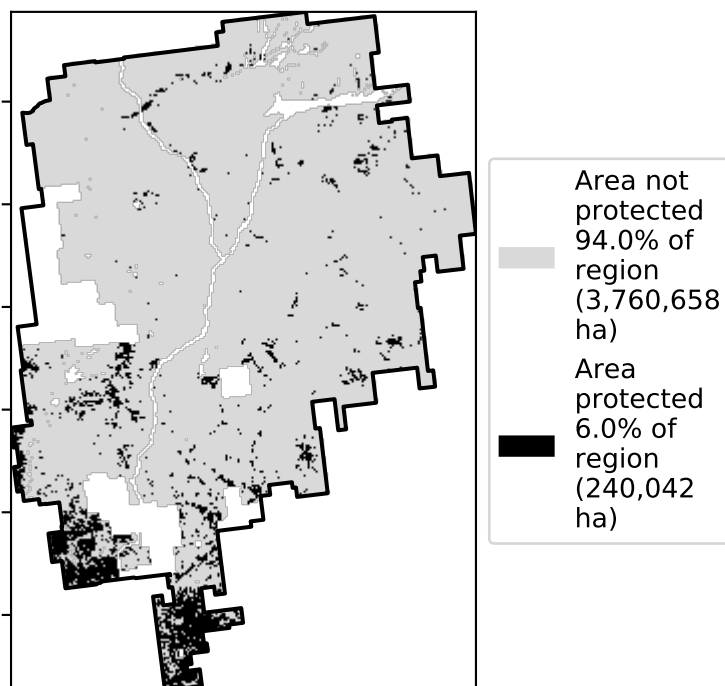 Area not
protected
94.0% of
region
(3,760,658
ha)
Area
protected
6.0% of
region
(240,042
ha)